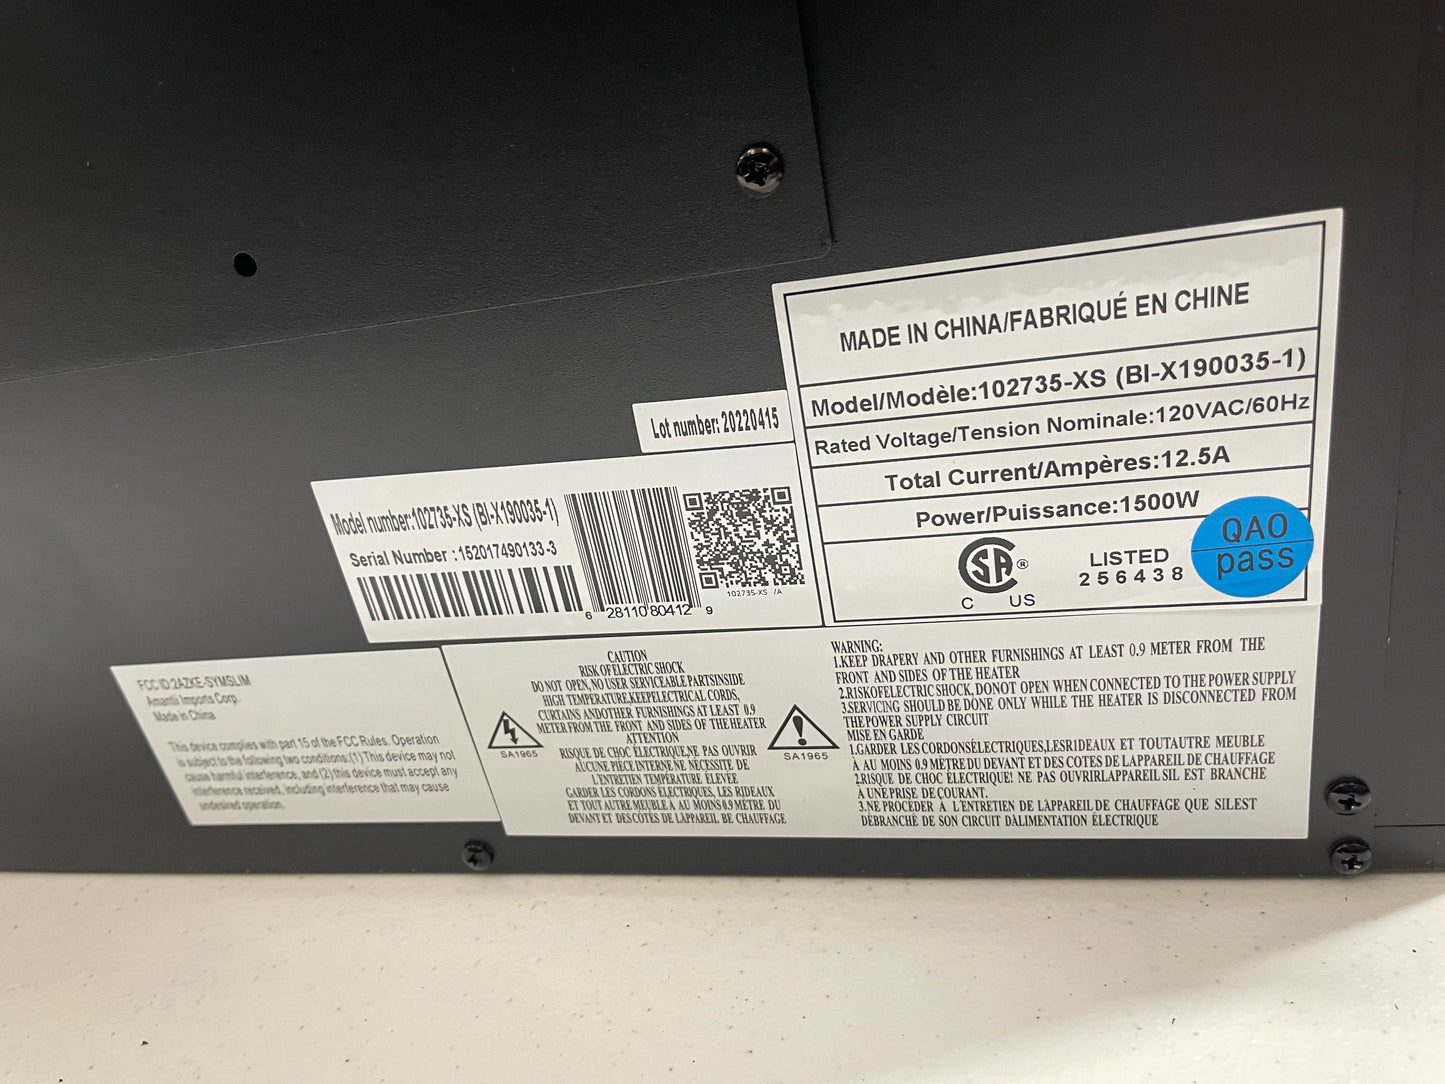 MADE IN CHINA/FABRIQUÉ EN CHINE
Model/Modèle:102735-XS (BI-X190035-1)
Rated Voltage/Tension Nominale:120VAC/60Hz
Total Current/Ampères:12.5A
Power/Puissance:1500W
SA
®
C US
LISTED
256438
QAO
pass
Lot number: 20220415
Model number:102735-XS (BI-X190035-1)
Serial Number : 152017490133-3
6 28110 80412 9
102735-XS /A
FCC ID:2AZKE-SYMSLIM
Amantii Imports Corp.
Made in China
This device complies with part 15 of the FCC Rules. Operation
is subject to the following two conditions:(1)This device may not
cause harmful interference, and (2) this device must accept any
interference received, including interference that may cause
undesired operation.
CAUTION
RISK OF ELECTRIC SHOCK
DO NOT OPEN, NO USER SERVICEABLE PARTSINSIDE
HIGH TEMPERATURE,KEEPELECTRICAL CORDS,
CURTAINS ANDOTHER FURNISHINGS AT LEAST 0.9
METERFROM THE FRONT AND SIDES OF THE HEATER
ATTENTION
RISQUE DE CHOC ÉLECTRIQUE,NE PAS OUVRIR
AUCUNE PIÈCE INTERNE NE NÉCESSITE DE
L'ENTRETIEN TEMPÉRATURE ÉLEVÉE
GARDER LES CORDONS ÉLECTRIQUES, LES RIDEAUX
ET TOUT AUTRE MEUBLE À AU MOINS 0.9 MÈTRE DU
DEVANT ET DES CÔTÉS DE L'APPAREIL BE CHAUFFAGE
SA1965
SA1965
WARNING:
1.KEEP DRAPERY AND OTHER FURNISHINGS AT LEAST 0.9 METER FROM THE
FRONT AND SIDES OF THE HEATER
2.RISKOFELECTRIC SHOCK, DONOT OPEN WHEN CONNECTED TO THE POWER SUPPLY
3.SERVICING SHOULD BE DONE ONLY WHILE THE HEATER IS DISCONNECTED FROM
THE POWER SUPPLY CIRCUIT
MISE EN GARDE
1.GARDER LES CORDONSÉLECTRIQUES,LESR1DEAUX ET TOUTAUTRE MEUBLE
À AU MOINS 0.9 MÈTRE DU DEVANT ET DES COTES DE LAPPAREIL DE CHAUFFAGE
2.RISQUE DE CHOC ÉLECTRIQUE! NE PAS OUVRIRLAPPAREIL SIL EST BRANCHE
A UNE PRISE DE COURANT.
3.NE PROCEDER À L'ENTRETIEN DE L'APPAREIL DE CHAUFFAGE QUE SILEST
DÉBRANCHÉ DE SON CIRCUIT DALIMENTATION ÉLECTRIQUE